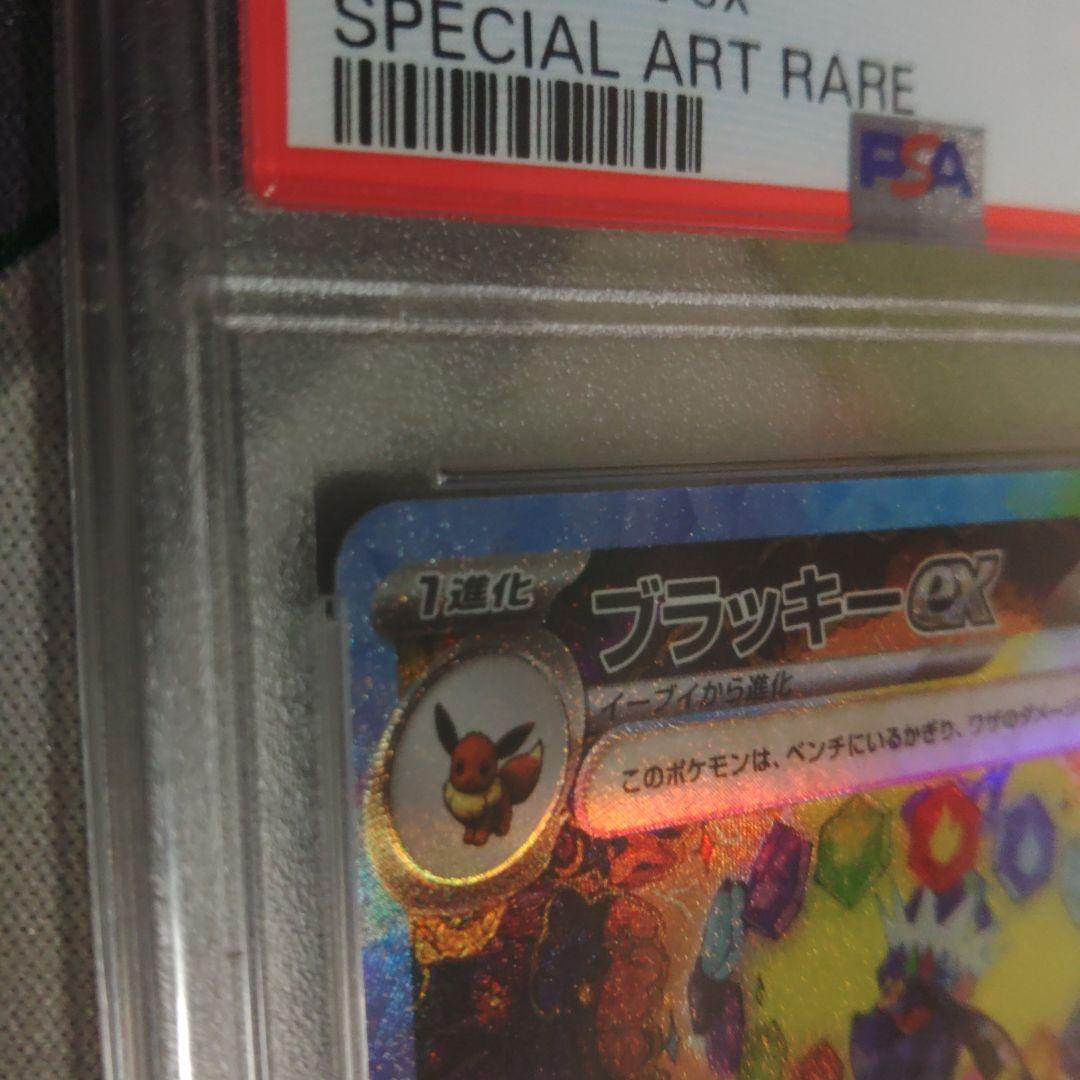 SPECIAL ART RARE
PSA
1進化
ブラッキーex
イーブイから進化
このポケモンは、ベンチにいるかぎり、ワザのダメージ